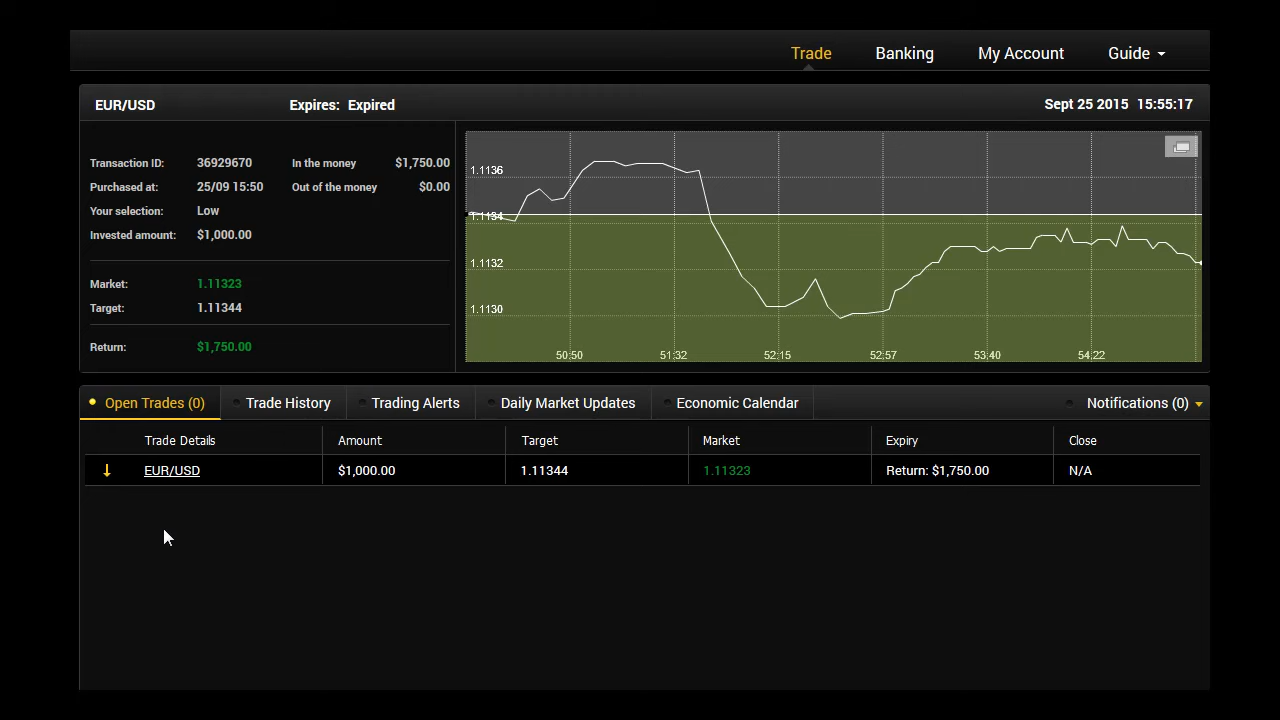 Trade Banking My Account Guide
EUR/USD Expires: Expired Sept 25 2015 15:55:17
Transaction ID: 36929670 In the money $1,750.00
Purchased at: 25/09 15:50 Out of the money $0.00
Your selection: Low
Invested amount: $1,000.00
Market: 1.11323
Target: 1.11344
Return: $1,750.00
1.1136
1.1134
1.1132
1.1130
50:50 51:32 52:15 52:57 53:40 54:22
Open Trades (0) Trade History Trading Alerts Daily Market Updates Economic Calendar Notifications (0)
Trade Details Amount Target Market Expiry Close
EUR/USD $1,000.00 1.11344 1.11323 Return: $1,750.00 N/A